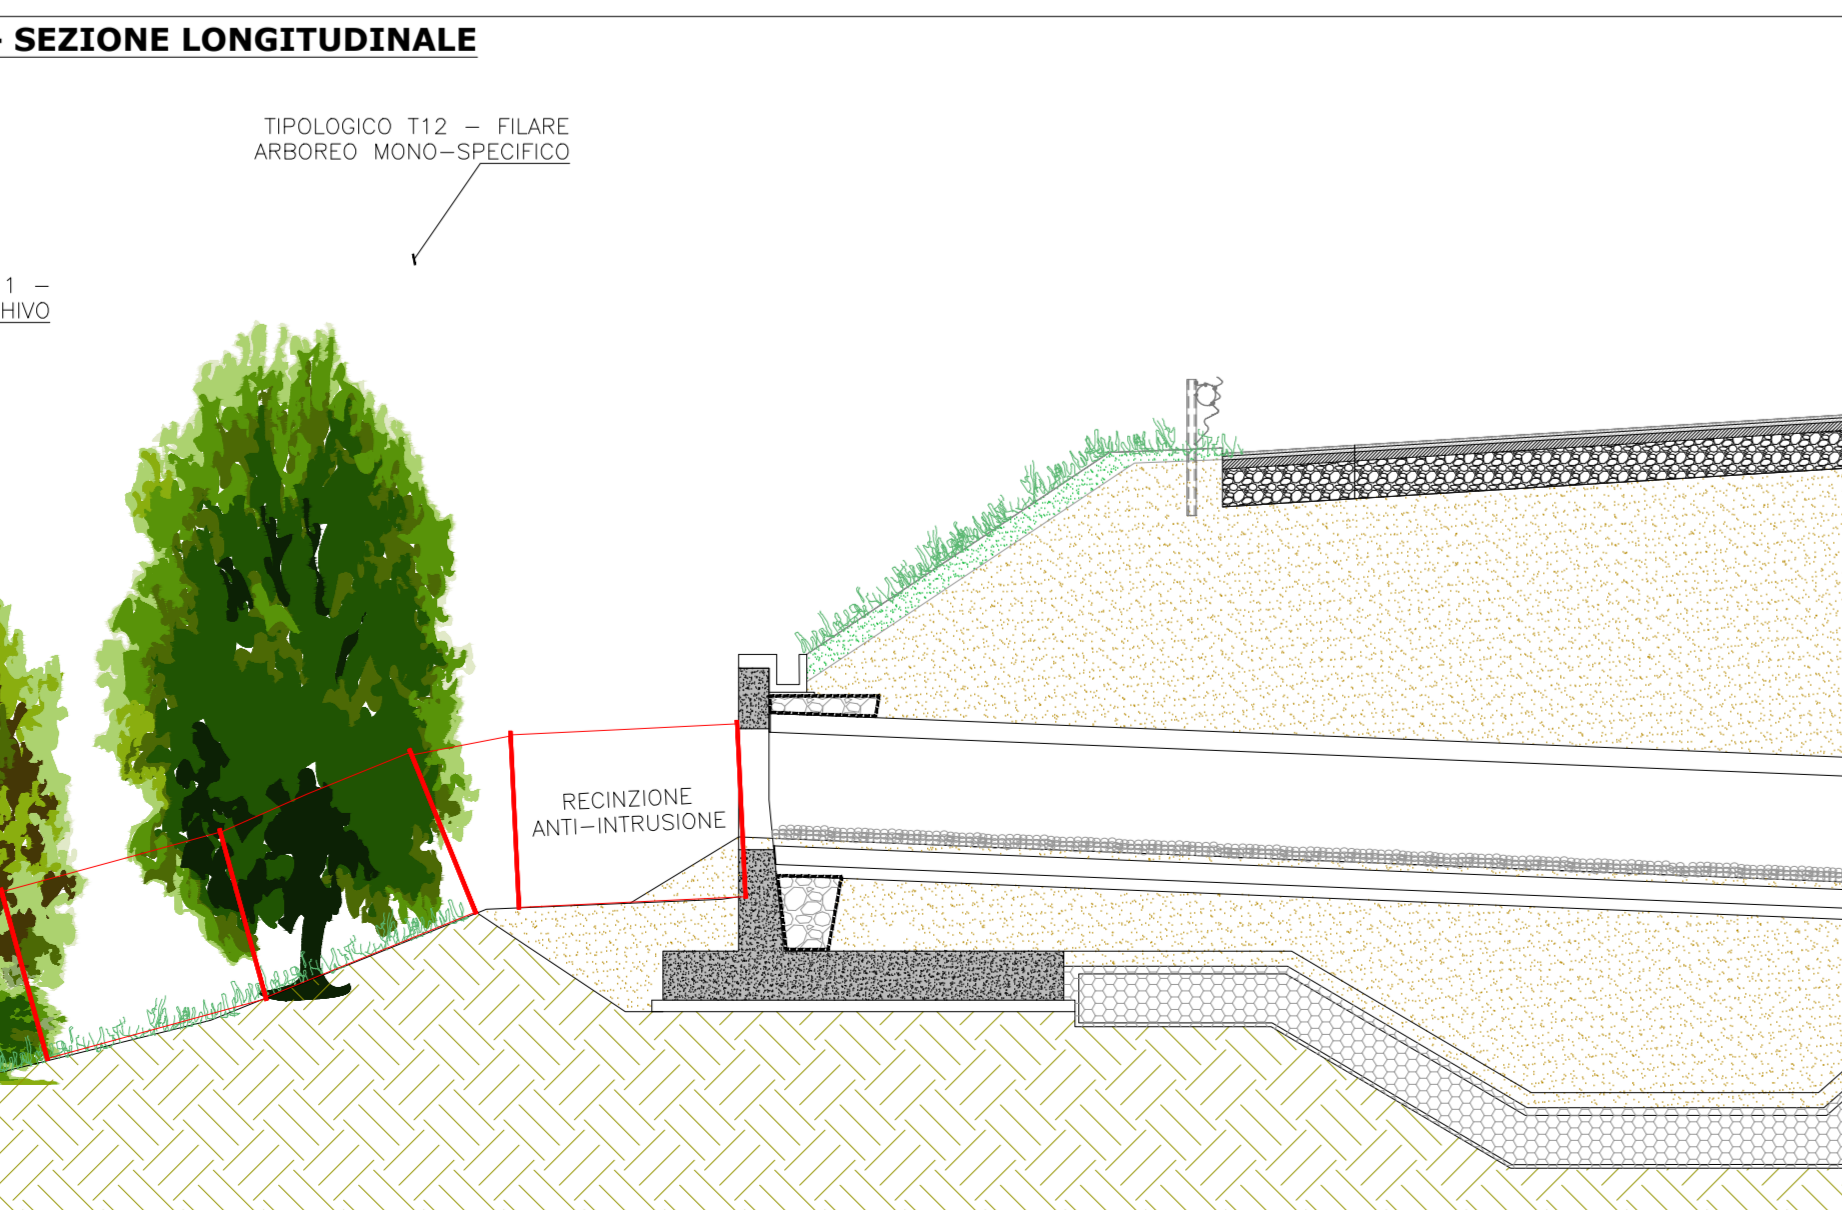 - SEZIONE LONGITUDINALE
TIPOLOGICO T12 – FILARE
ARBOREO MONO–SPECIFICO
1 –
HIVO
RECINZIONE
ANTI–INTRUSIONE